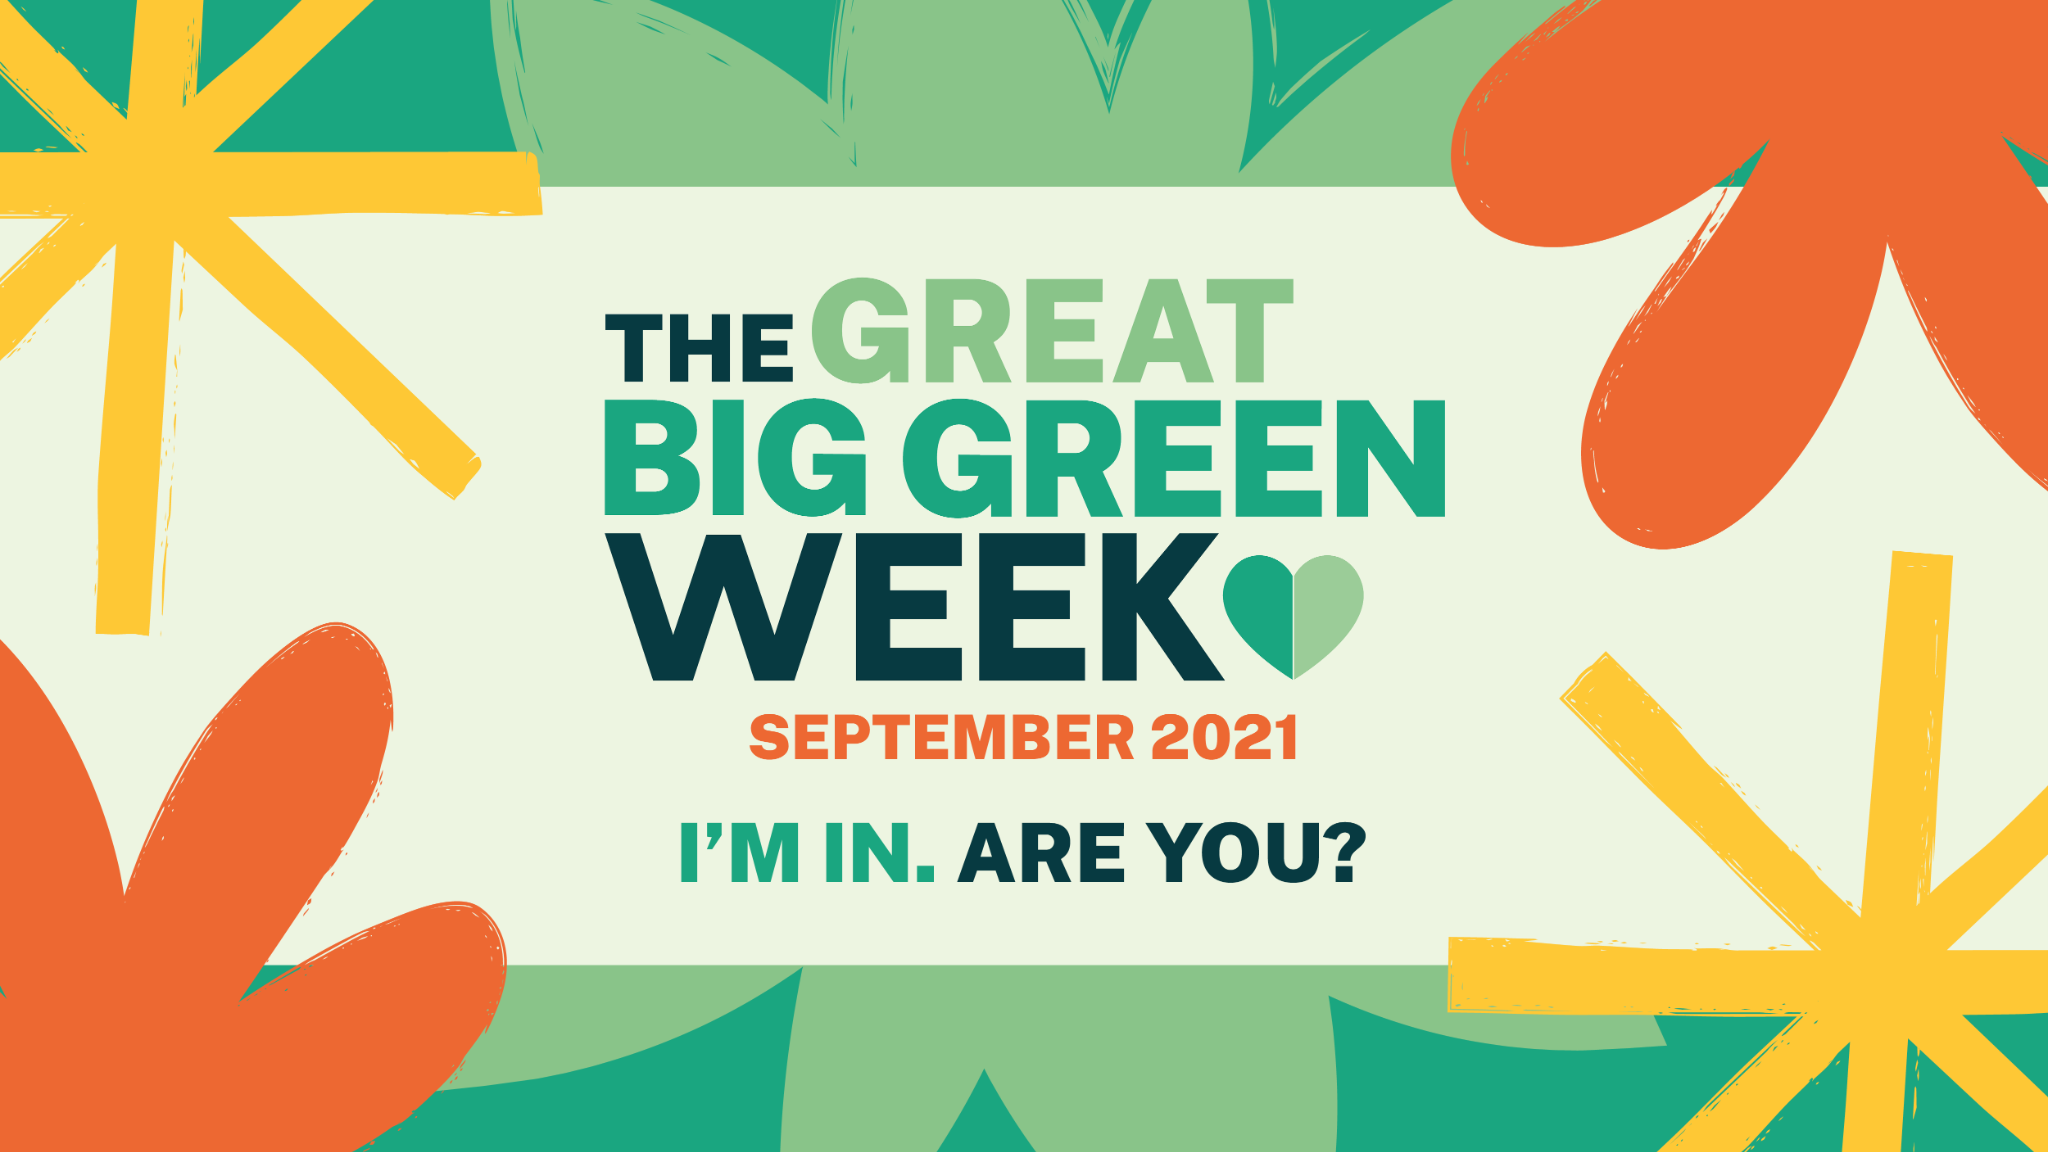 THE GREAT
BIG GREEN
WEEK
SEPTEMBER 2021
I’M IN. ARE YOU?